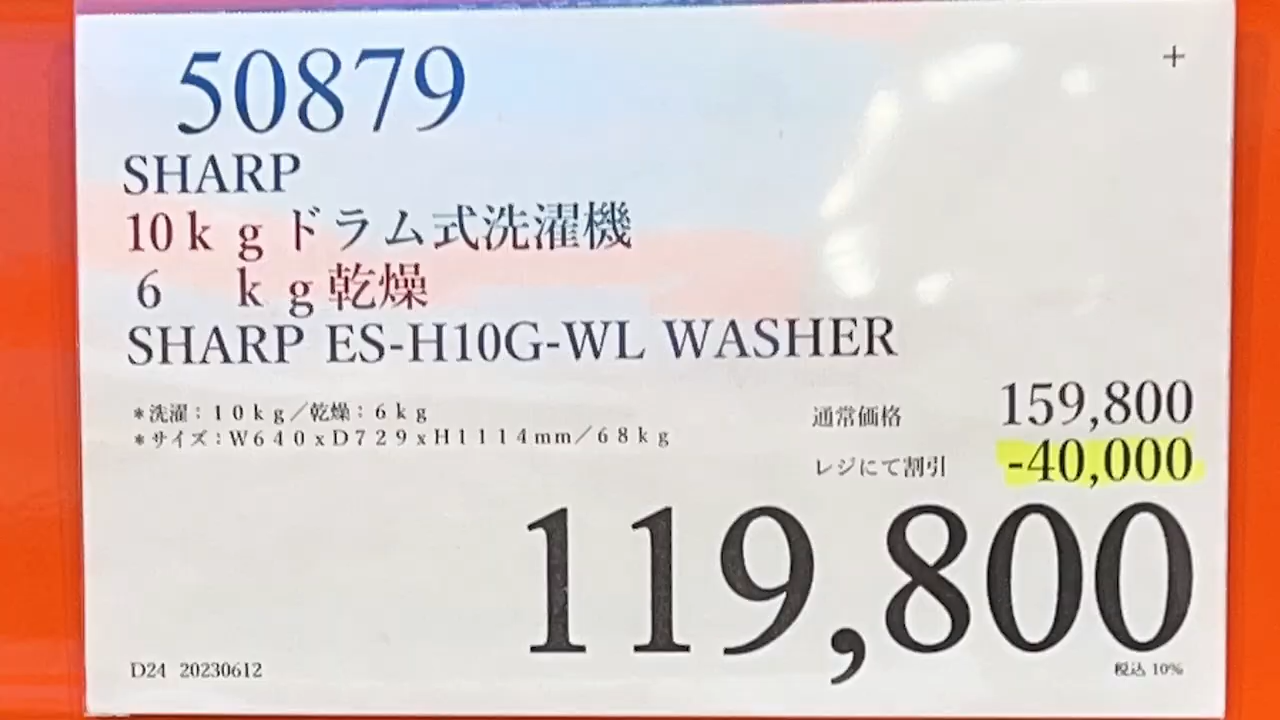 +
50879
SHARP
10ｋｇドラム式洗濯機
6　ｋｇ乾燥
SHARP ES-H10G-WL WASHER
＊洗濯：１０ｋｇ／乾燥：６ｋｇ
＊サイズ：Ｗ６４０ｘＤ７２９ｘＨ１１１４mm／６８ｋｇ
通常価格 159,800
レジにて割引 -40,000
119,800
D24 20230612 税込 10%